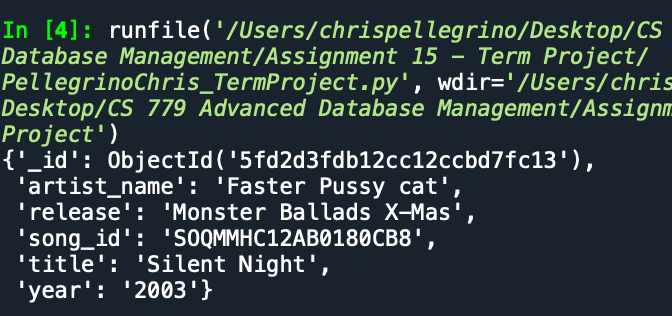 In [4]: runfile('/Users/chrispellegrino/Desktop/CS
Database Management/Assignment 15 - Term Project/
PellegrinoChris_TermProject.py', wdir='/Users/chris
Desktop/CS 779 Advanced Database Management/Assignm
Project')
{'_id': ObjectId('5fd2d3fdb12cc12ccbd7fc13'),
 'artist_name': 'Faster Pussy cat',
 'release': 'Monster Ballads X-Mas',
 'song_id': 'SOQMMHC12AB0180CB8',
 'title': 'Silent Night',
 'year': '2003'}